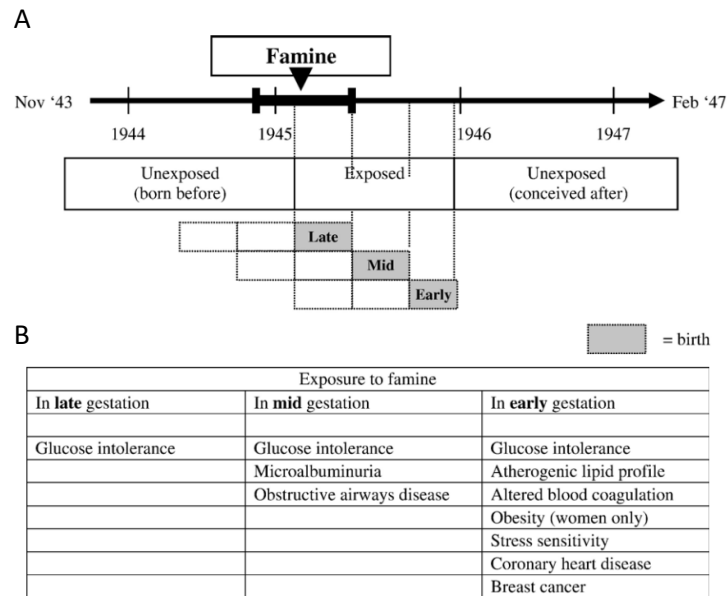 A
Famine
Nov ‘43
Feb ‘47
1944 1945 1946 1947
Unexposed Exposed Unexposed
(born before) (conceived after)
Late
Mid
Early
B
= birth
Exposure to famine
In late gestation In mid gestation In early gestation
Glucose intolerance Glucose intolerance Glucose intolerance
Microalbuminuria Atherogenic lipid profile
Obstructive airways disease Altered blood coagulation
Obesity (women only)
Stress sensitivity
Coronary heart disease
Breast cancer